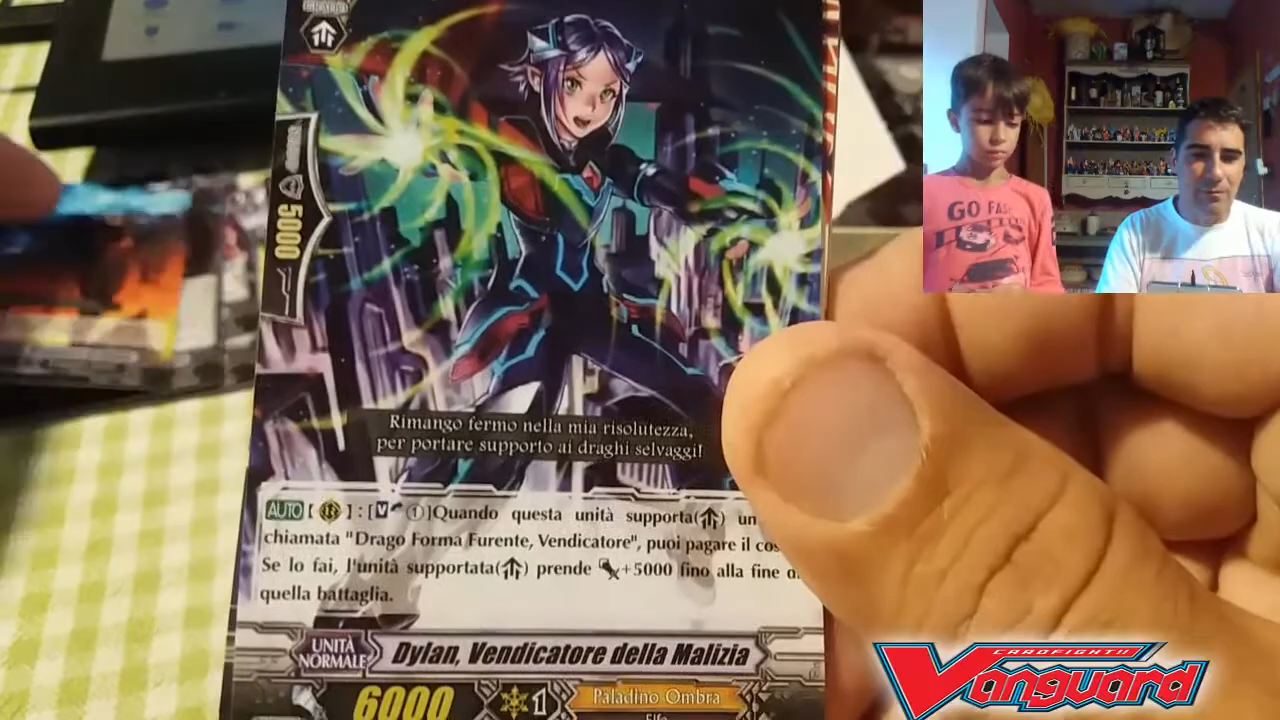 GRADO
5000
Rimango fermo nella mia risolutezza,
per portare supporto ai draghi selvaggi!
AUTO [ ] : [V ①]Quando questa unità supporta( ) un
chiamata "Drago Forma Furente, Vendicatore", puoi pagare il cos
Se lo fai, l'unità supportata( ) prende +5000 fino alla fine
quella battaglia.
UNITÀ
NORMALE
Dylan, Vendicatore della Malizia
6000
1
Paladino Ombra
Elfo
GO FAS
CARDFIGHT!!
Vanguard